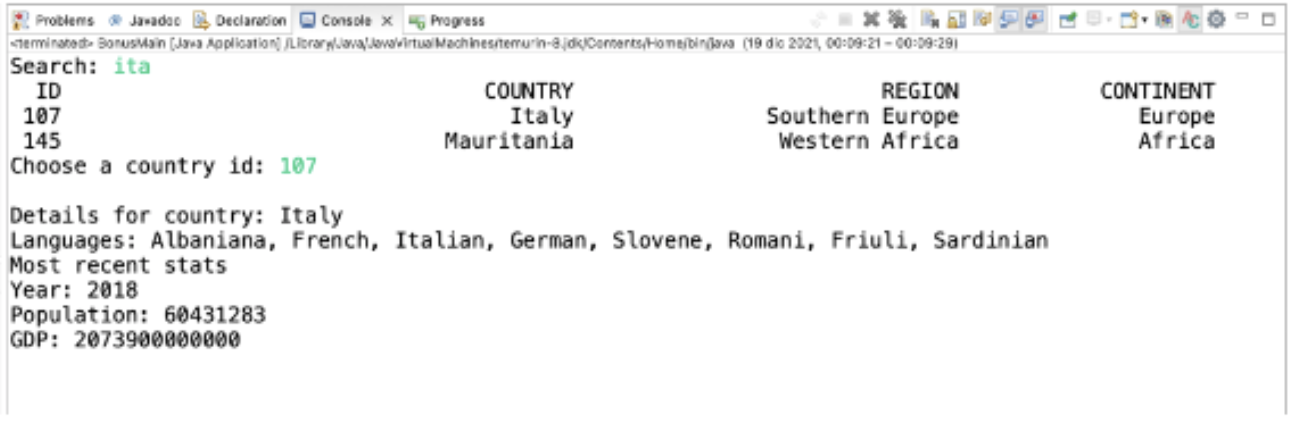 Problems Javadoc Declaration Console Progress
<terminated> BonusMain [Java Application] /Library/Java/JavaVirtualMachines/temurin-8.jdk/Contents/Home/bin/java (19 dic 2021, 00:09:21 – 00:09:29)
Search: ita
ID COUNTRY REGION CONTINENT
107 Italy Southern Europe Europe
145 Mauritania Western Africa Africa
Choose a country id: 107
Details for country: Italy
Languages: Albaniana, French, Italian, German, Slovene, Romani, Friuli, Sardinian
Most recent stats
Year: 2018
Population: 60431283
GDP: 2073900000000